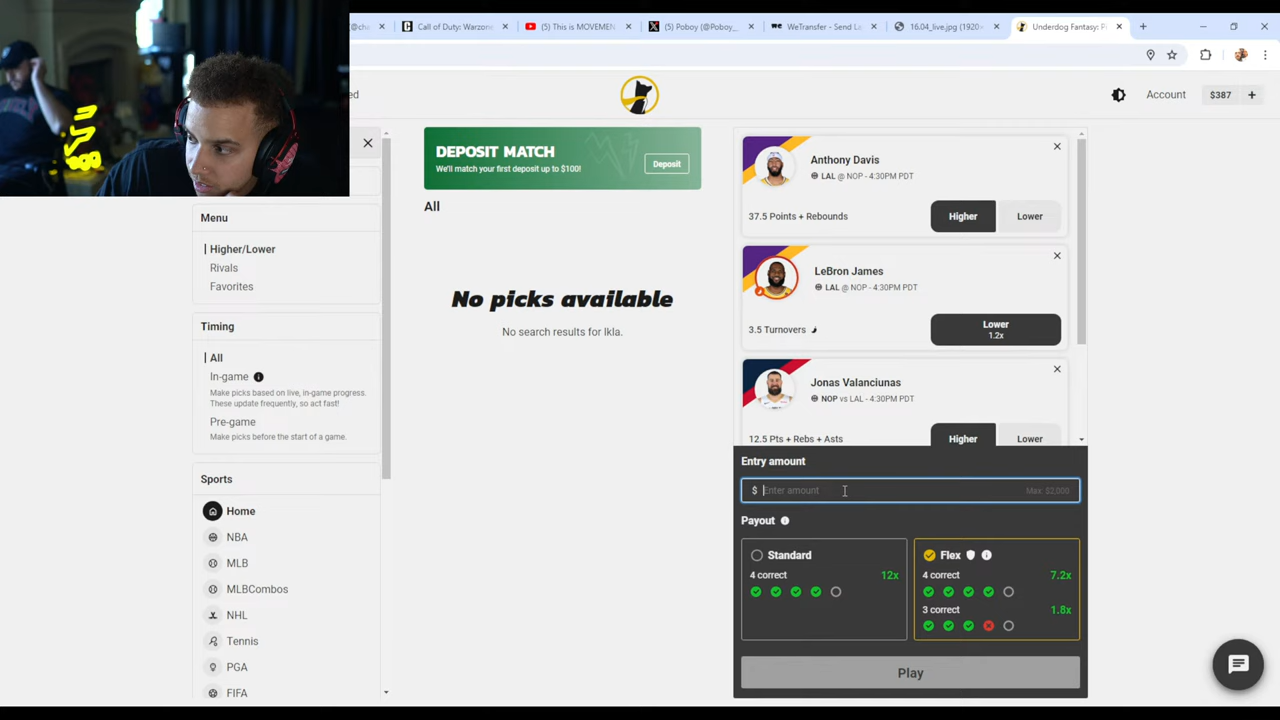 @che
Call of Duty: Warzone
(5) This is MOVEMEN
Poboy (@Poboy_
WeTransfer - Send La
16.04_live.jpg (1920×
Underdog Fantasy: P
ed
Account
$387
DEPOSIT MATCH
We'll match your first deposit up to $100!
Deposit
All
No picks available
No search results for lkla.
Menu
Higher/Lower
Rivals
Favorites
Timing
All
In-game
Make picks based on live, in-game progress.
These update frequently, so act fast!
Pre-game
Make picks before the start of a game.
Sports
Home
NBA
MLB
MLBCombos
NHL
Tennis
PGA
FIFA
Anthony Davis
LAL @ NOP - 4:30PM PDT
37.5 Points + Rebounds
Higher
Lower
LeBron James
LAL @ NOP - 4:30PM PDT
3.5 Turnovers
Lower
1.2x
Jonas Valanciunas
NOP vs LAL - 4:30PM PDT
12.5 Pts + Rebs + Asts
Higher
Lower
Entry amount
$ Enter amount
Max: $2,000
Payout
Standard
4 correct
12x
Flex
4 correct
7.2x
3 correct
1.8x
Play